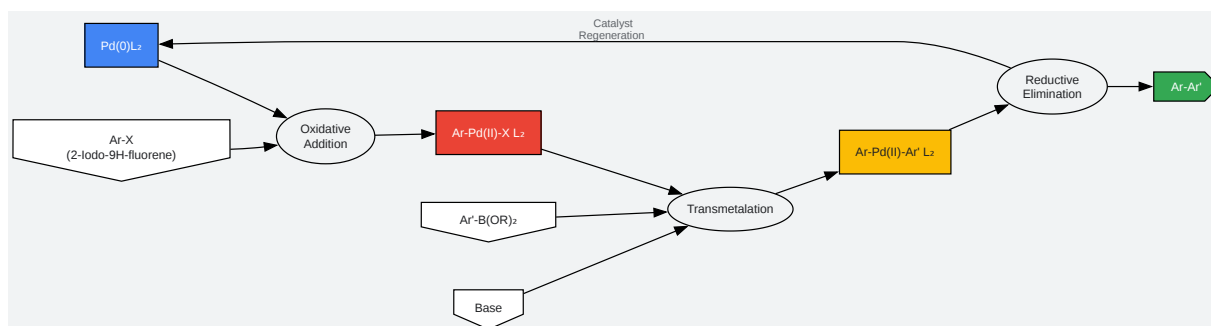 Catalyst
Regeneration
Pd(0)L₂
Reductive
Elimination
Ar-Ar'
Ar-X
(2-Iodo-9H-fluorene)
Oxidative
Addition
Ar-Pd(II)-X L₂
Ar-Pd(II)-Ar' L₂
Ar'-B(OR)₂
Transmetalation
Base